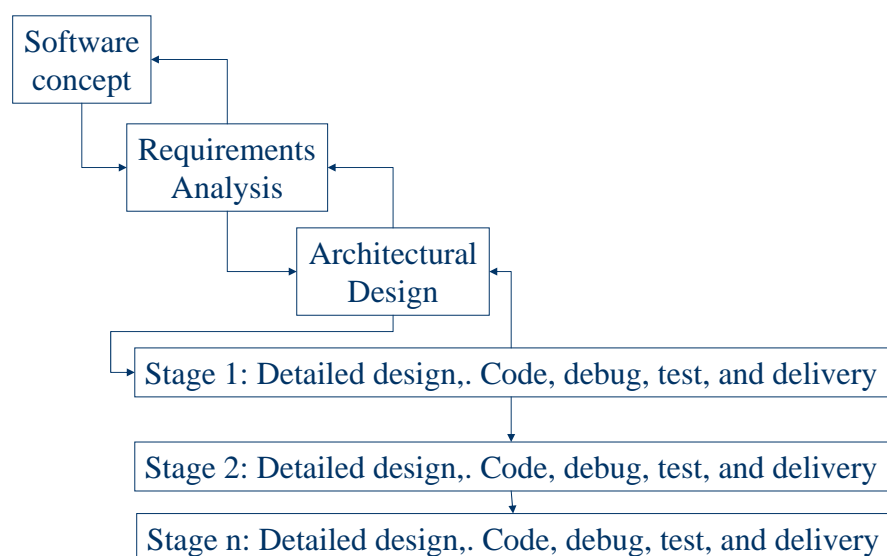 Software
concept
Requirements
Analysis
Architectural
Design
Stage 1: Detailed design,. Code, debug, test, and delivery
Stage 2: Detailed design,. Code, debug, test, and delivery
Stage n: Detailed design,. Code, debug, test, and delivery